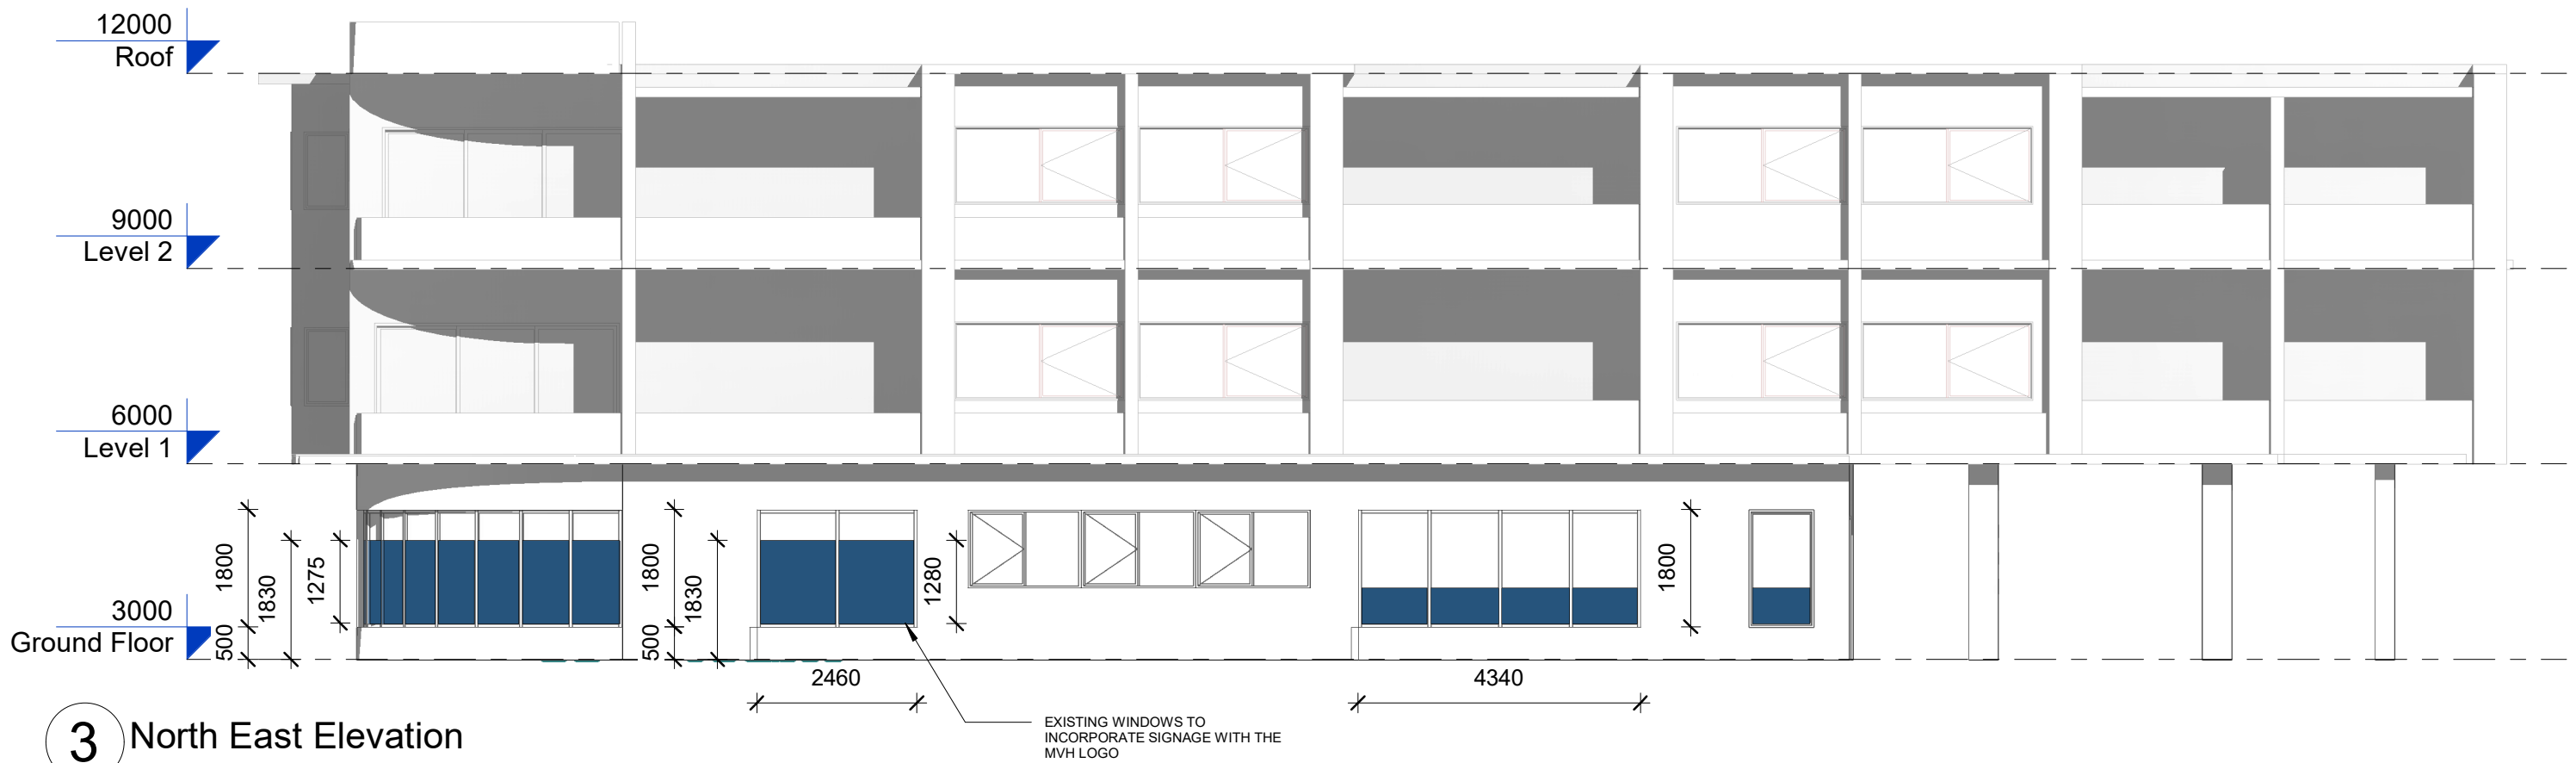 12000
Roof
9000
Level 2
6000
Level 1
3000
Ground Floor
500
1800
1830
1275
500
1800
1830
1280
1800
2460
4340
EXISTING WINDOWS TO
INCORPORATE SIGNAGE WITH THE
MVH LOGO
3 North East Elevation